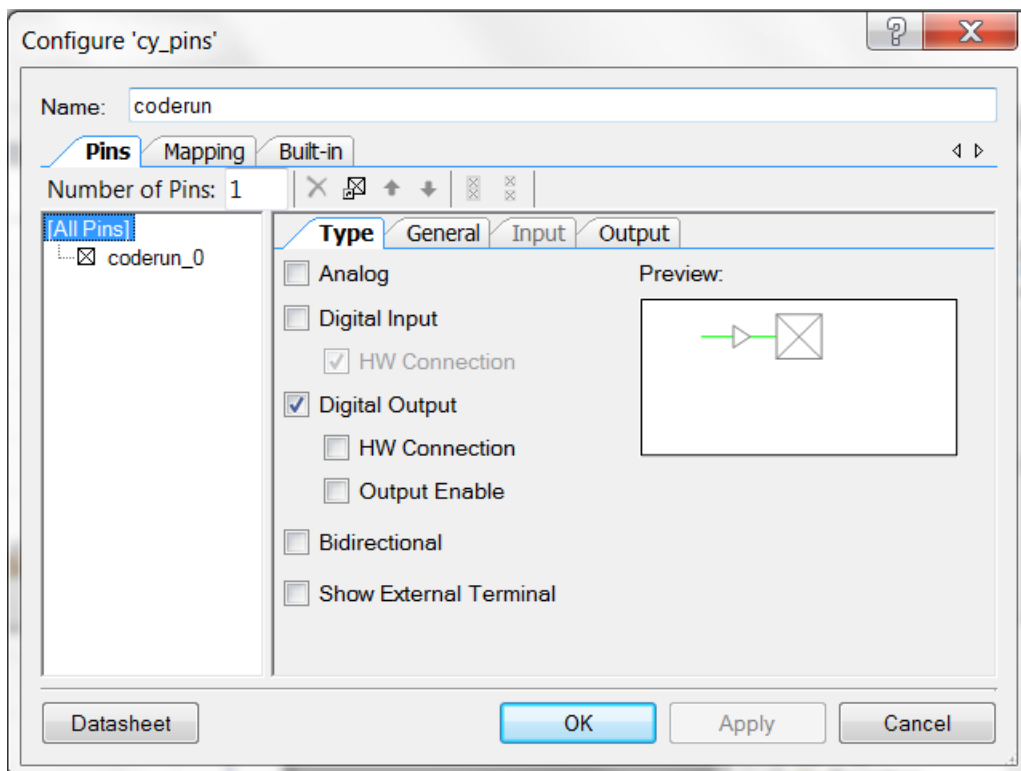 Configure 'cy_pins'
Name: coderun
Pins Mapping Built-in
Number of Pins: 1
[All Pins]
coderun_0
Type General Input Output
Analog
Preview:
Digital Input
HW Connection
Digital Output
HW Connection
Output Enable
Bidirectional
Show External Terminal
Datasheet OK Apply Cancel